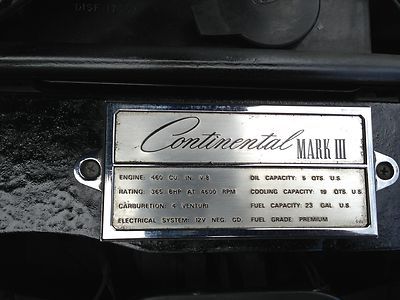 Continental MARK III
ENGINE: 460 CU. IN. V-8 OIL CAPACITY: 5 QTS. U.S.
RATING: 365 BHP AT 4600 RPM COOLING CAPACITY: 19 QTS. U.S.
CARBURETION: 4 VENTURI FUEL CAPACITY: 23 GAL. U.S.
ELECTRICAL SYSTEM: 12V NEG. GD. FUEL GRADE: PREMIUM